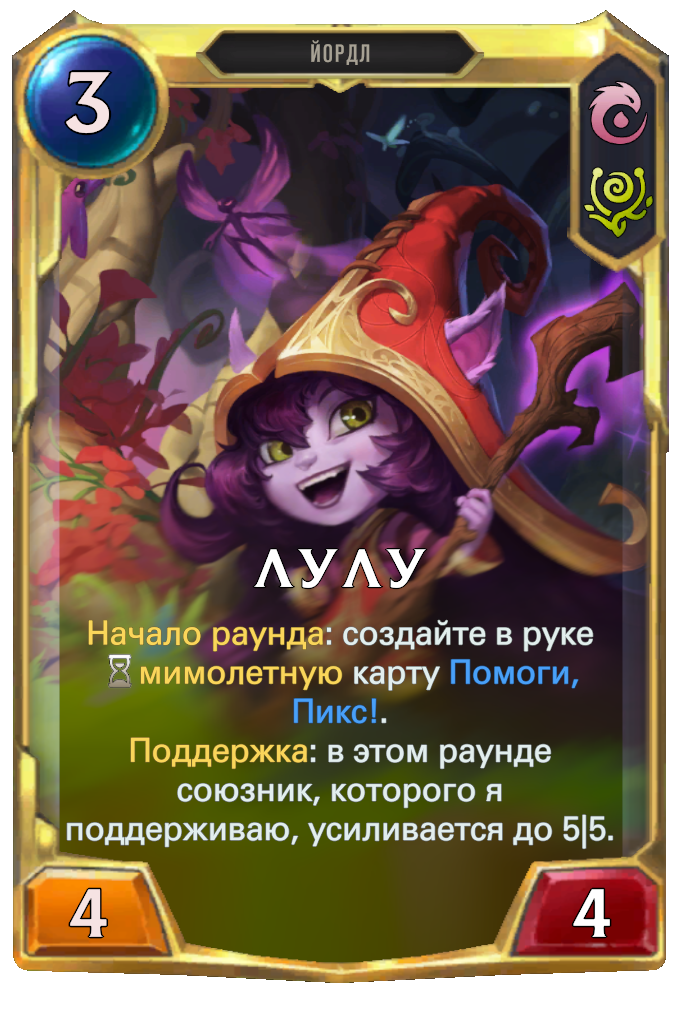 3
ЙОРДЛ
ЛУЛУ
Начало раунда: создайте в руке
мимолетную карту Помоги,
Пикс!.
Поддержка: в этом раунде
союзник, которого я
поддерживаю, усиливается до 5|5.
4
4